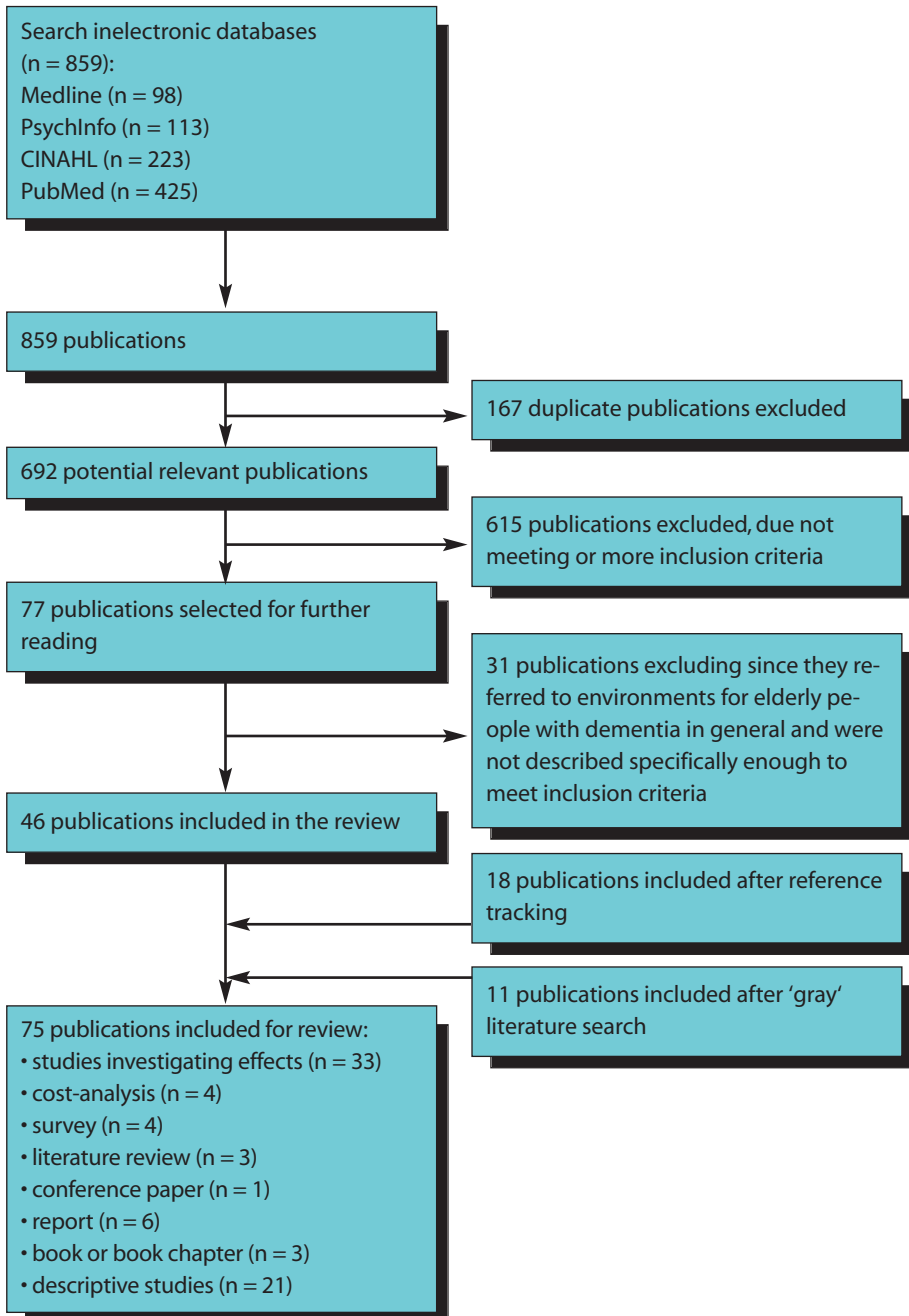 Search inelectronic databases
(n = 859):
Medline (n = 98)
PsychInfo (n = 113)
CINAHL (n = 223)
PubMed (n = 425)
859 publications
167 duplicate publications excluded
692 potential relevant publications
615 publications excluded, due not
meeting or more inclusion criteria
77 publications selected for further
reading
31 publications excluding since they re-
ferred to environments for elderly peo-
ple with dementia in general and were
not described specifically enough to
meet inclusion criteria
46 publications included in the review
18 publications included after reference
tracking
11 publications included after ‘gray’
literature search
75 publications included for review:
• studies investigating effects (n = 33)
• cost-analysis (n = 4)
• survey (n = 4)
• literature review (n = 3)
• conference paper (n = 1)
• report (n = 6)
• book or book chapter (n = 3)
• descriptive studies (n = 21)